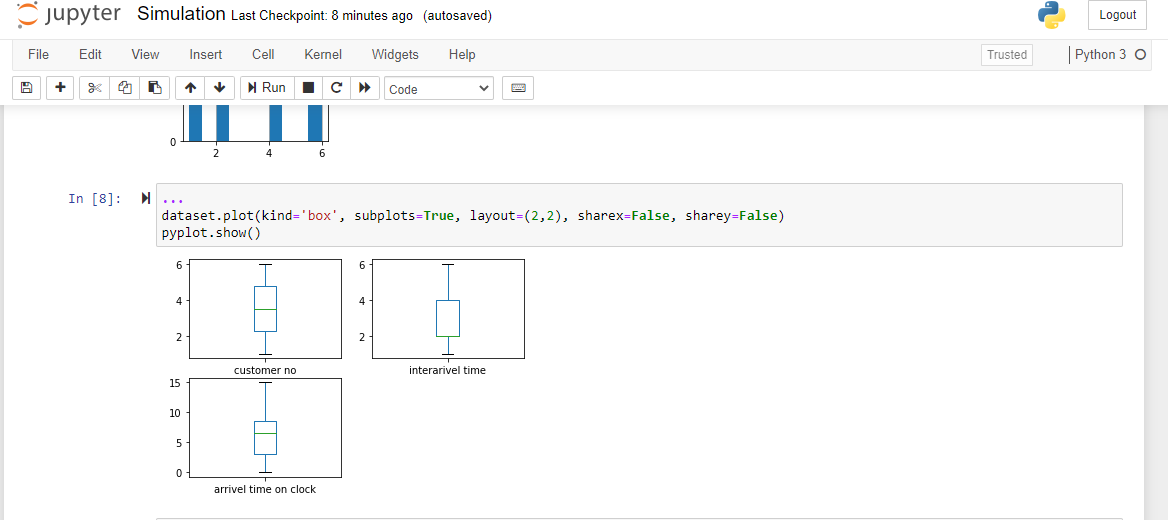 jupyter Simulation Last Checkpoint: 8 minutes ago (autosaved)
Logout
File Edit View Insert Cell Kernel Widgets Help
Trusted Python 3
Run Code
0
2 4 6
In [8]:
...
dataset.plot(kind='box', subplots=True, layout=(2,2), sharex=False, sharey=False)
pyplot.show()
6
4
2
customer no
6
4
2
interarivel time
15
10
5
0
arrivel time on clock